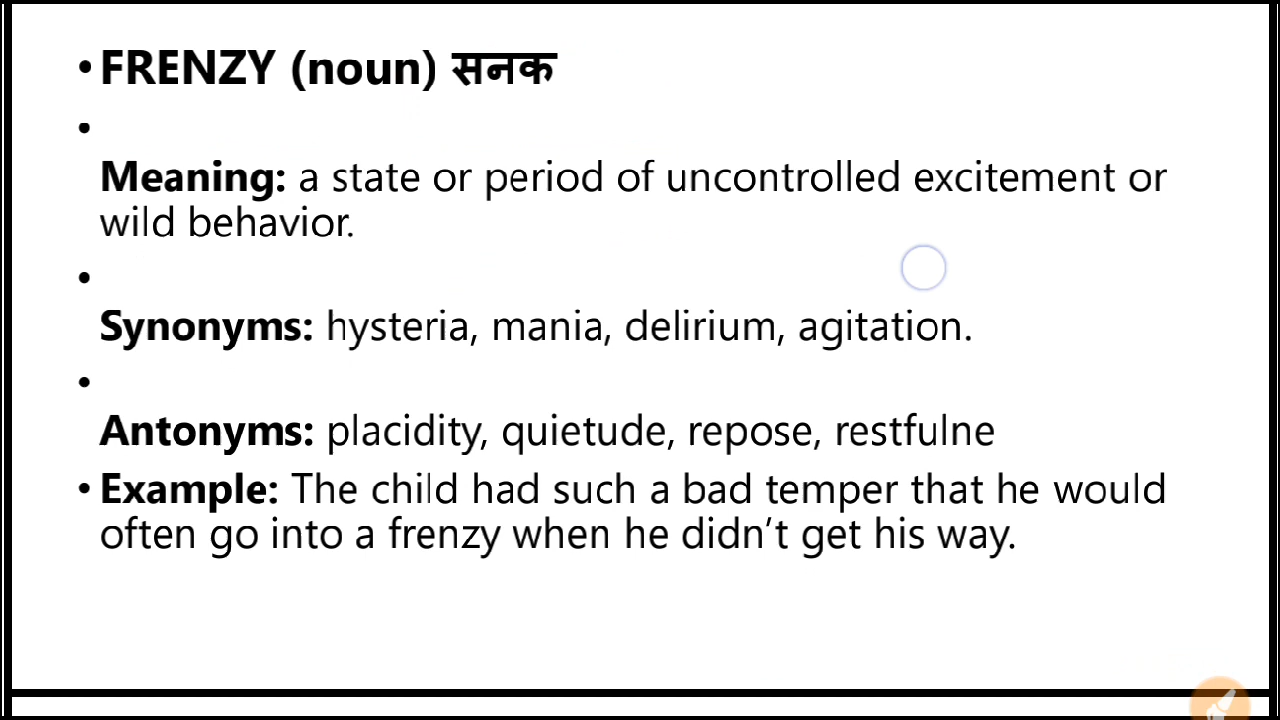 • FRENZY (noun) सनक
•
Meaning: a state or period of uncontrolled excitement or
wild behavior.
•
Synonyms: hysteria, mania, delirium, agitation.
•
Antonyms: placidity, quietude, repose, restfulne
• Example: The child had such a bad temper that he would
often go into a frenzy when he didn’t get his way.